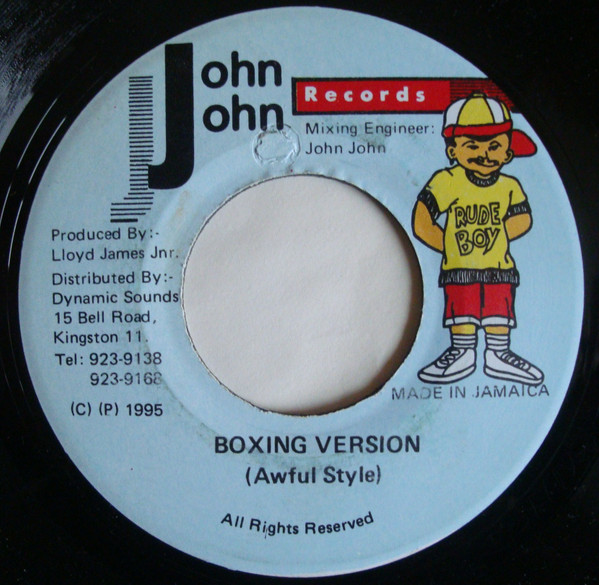 John
John
Records
Mixing Engineer:
John John
RUDE
BOY
Produced By:-
Lloyd James Jnr.
Distributed By:-
Dynamic Sounds
15 Bell Road,
Kingston 11
Tel: 923-9138
923-9168
MADE IN JAMAICA
(C) (P) 1995
BOXING VERSION
(Awful Style)
All Rights Reserved